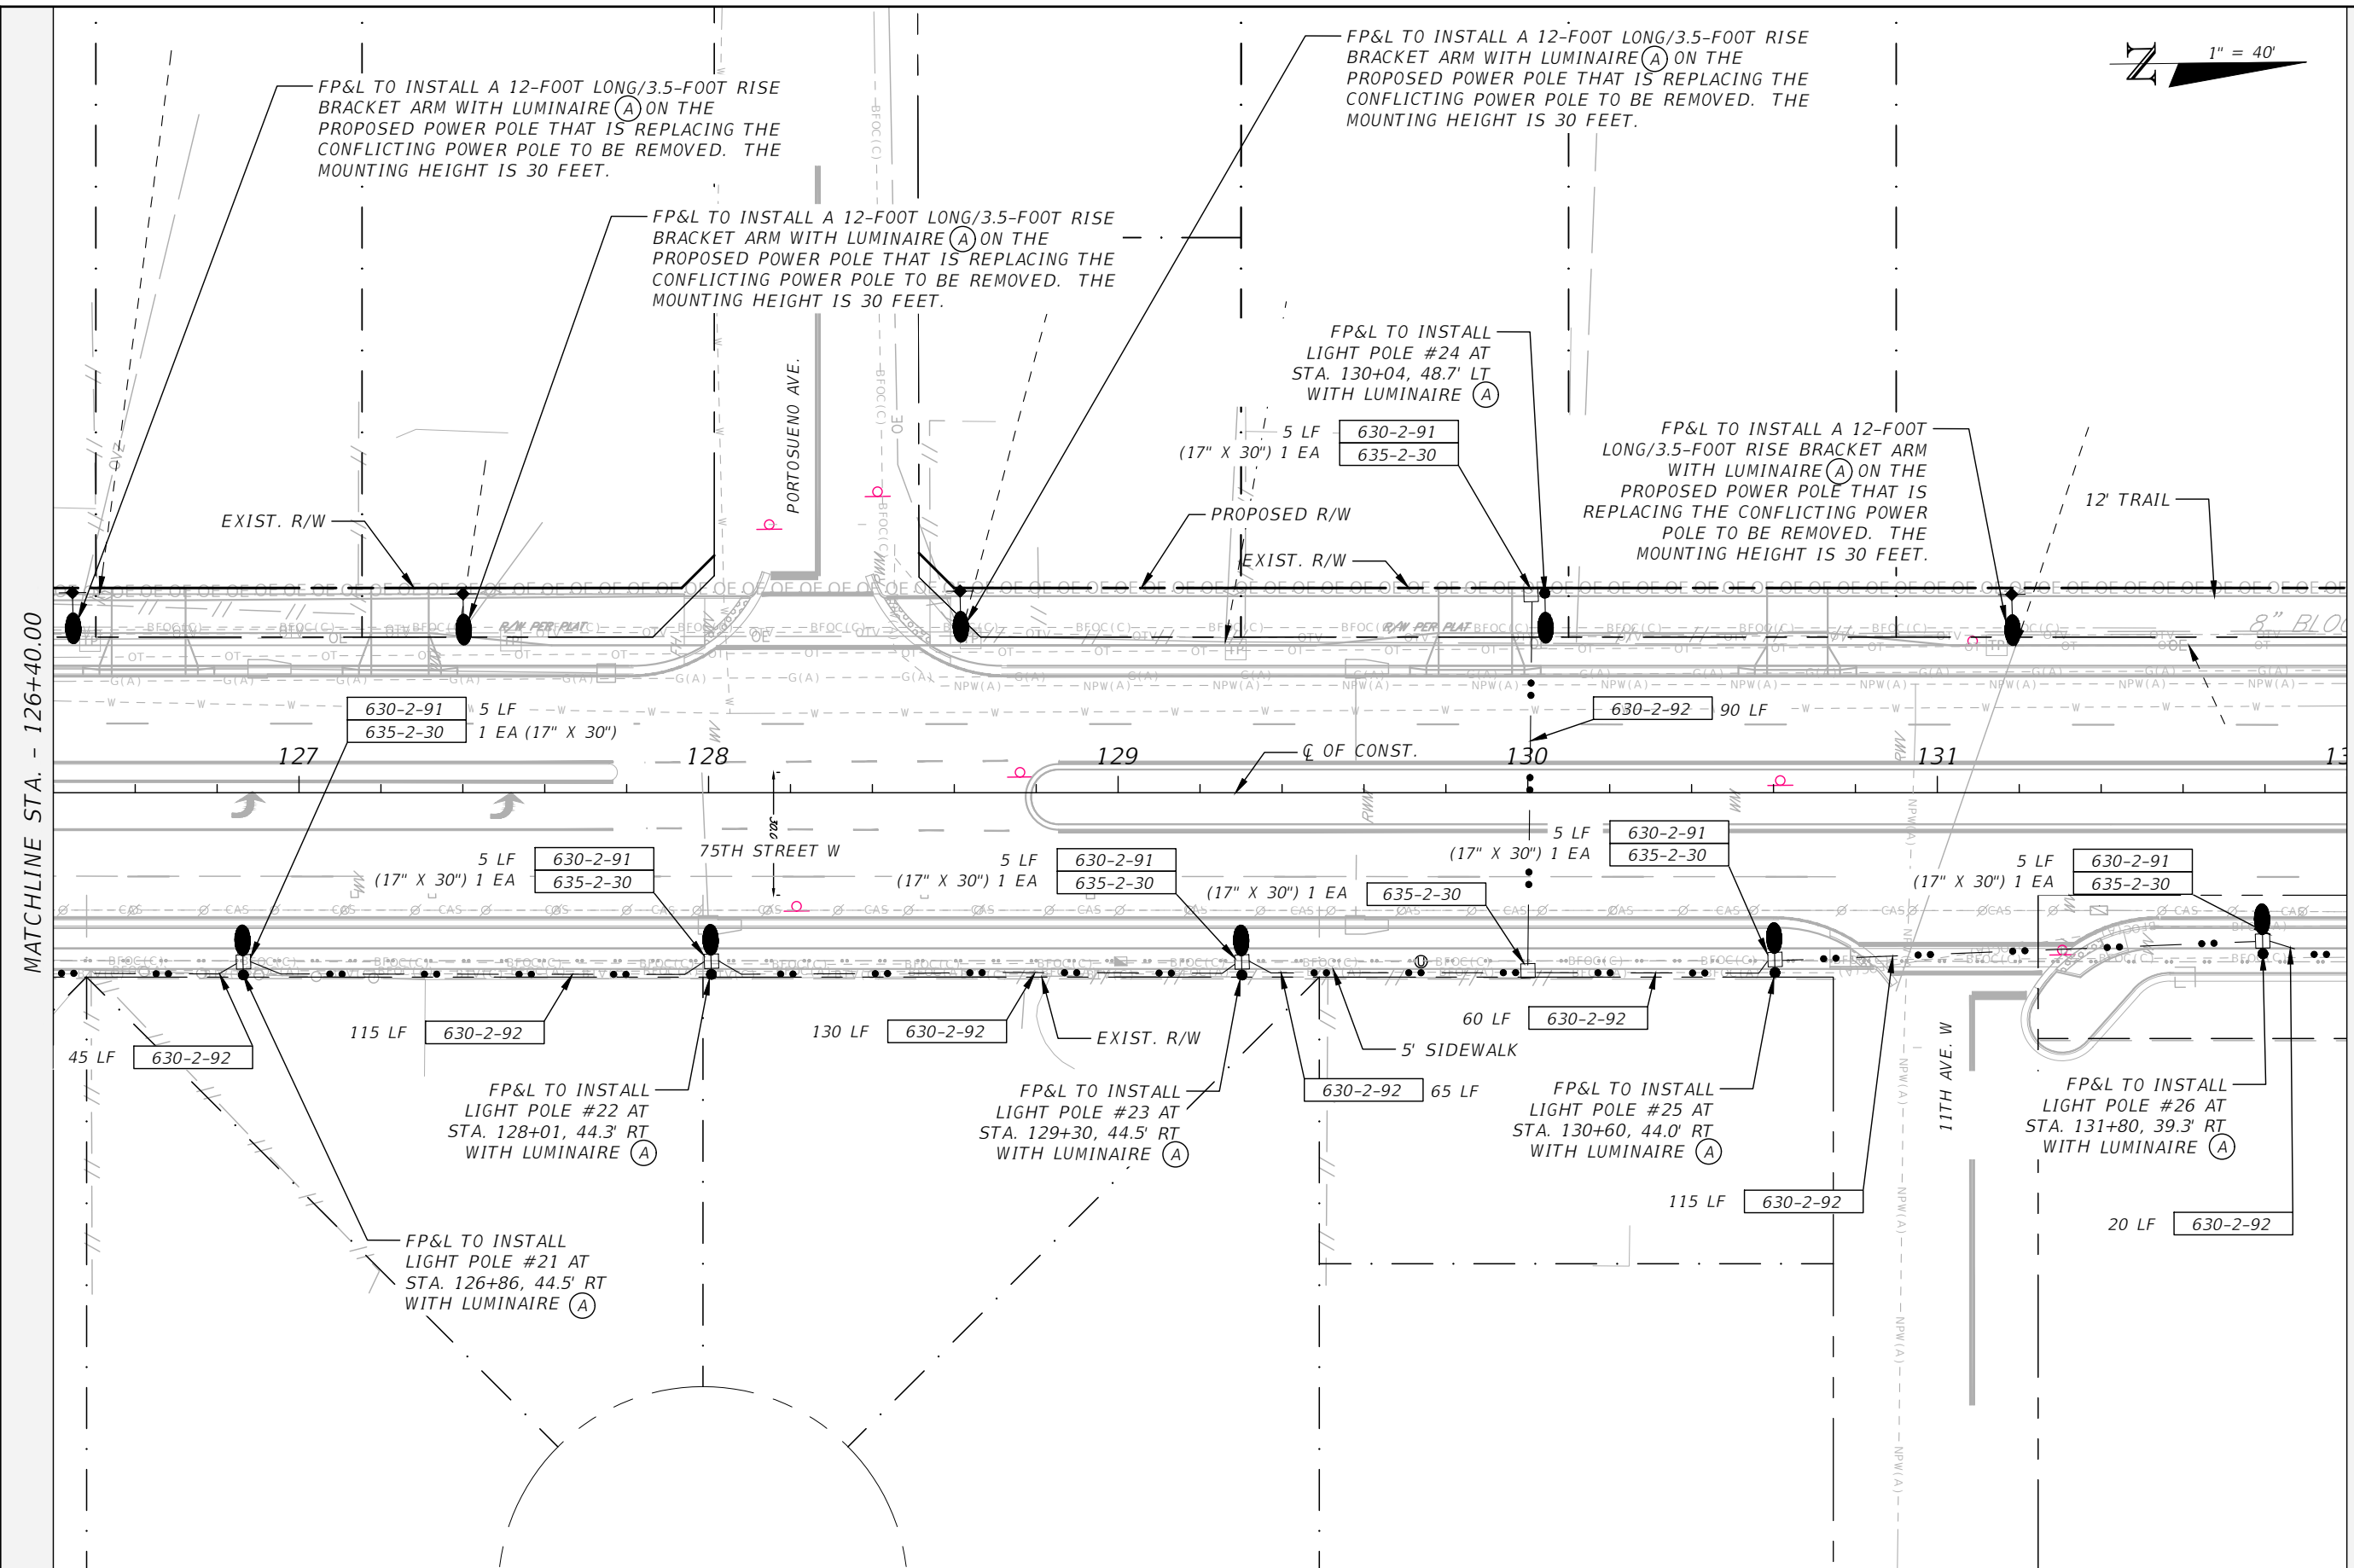 FP&L TO INSTALL A 12-FOOT LONG/3.5-FOOT RISE
BRACKET ARM WITH LUMINAIRE A ON THE
PROPOSED POWER POLE THAT IS REPLACING THE
CONFLICTING POWER POLE TO BE REMOVED. THE
MOUNTING HEIGHT IS 30 FEET.
FP&L TO INSTALL A 12-FOOT LONG/3.5-FOOT RISE
BRACKET ARM WITH LUMINAIRE A ON THE
PROPOSED POWER POLE THAT IS REPLACING THE
CONFLICTING POWER POLE TO BE REMOVED. THE
MOUNTING HEIGHT IS 30 FEET.
FP&L TO INSTALL A 12-FOOT LONG/3.5-FOOT RISE
BRACKET ARM WITH LUMINAIRE A ON THE
PROPOSED POWER POLE THAT IS REPLACING THE
CONFLICTING POWER POLE TO BE REMOVED. THE
MOUNTING HEIGHT IS 30 FEET.
N
1" = 40'
FP&L TO INSTALL
LIGHT POLE #24 AT
STA. 130+04, 48.7' LT
WITH LUMINAIRE A
5 LF 630-2-91
(17" X 30") 1 EA 635-2-30
FP&L TO INSTALL A 12-FOOT
LONG/3.5-FOOT RISE BRACKET ARM
WITH LUMINAIRE A ON THE
PROPOSED POWER POLE THAT IS
REPLACING THE CONFLICTING POWER
POLE TO BE REMOVED. THE
MOUNTING HEIGHT IS 30 FEET.
12' TRAIL
PORTOSUENO AVE.
EXIST. R/W
PROPOSED R/W
EXIST. R/W
R/W PER PLAT
R/W PER PLAT
MATCHLINE STA. - 126+40.00
630-2-91 5 LF
635-2-30 1 EA (17" X 30")
630-2-92 90 LF
127
128
129
130
131
℄ OF CONST.
75TH STREET W
5 LF 630-2-91
(17" X 30") 1 EA 635-2-30
5 LF 630-2-91
(17" X 30") 1 EA 635-2-30
(17" X 30") 1 EA 635-2-30
5 LF 630-2-91
(17" X 30") 1 EA 635-2-30
5 LF 630-2-91
(17" X 30") 1 EA 635-2-30
45 LF 630-2-92
115 LF 630-2-92
130 LF 630-2-92
EXIST. R/W
60 LF 630-2-92
5' SIDEWALK
630-2-92 65 LF
11TH AVE. W
FP&L TO INSTALL
LIGHT POLE #22 AT
STA. 128+01, 44.3' RT
WITH LUMINAIRE A
FP&L TO INSTALL
LIGHT POLE #23 AT
STA. 129+30, 44.5' RT
WITH LUMINAIRE A
FP&L TO INSTALL
LIGHT POLE #25 AT
STA. 130+60, 44.0' RT
WITH LUMINAIRE A
FP&L TO INSTALL
LIGHT POLE #26 AT
STA. 131+80, 39.3' RT
WITH LUMINAIRE A
115 LF 630-2-92
20 LF 630-2-92
FP&L TO INSTALL
LIGHT POLE #21 AT
STA. 126+86, 44.5' RT
WITH LUMINAIRE A